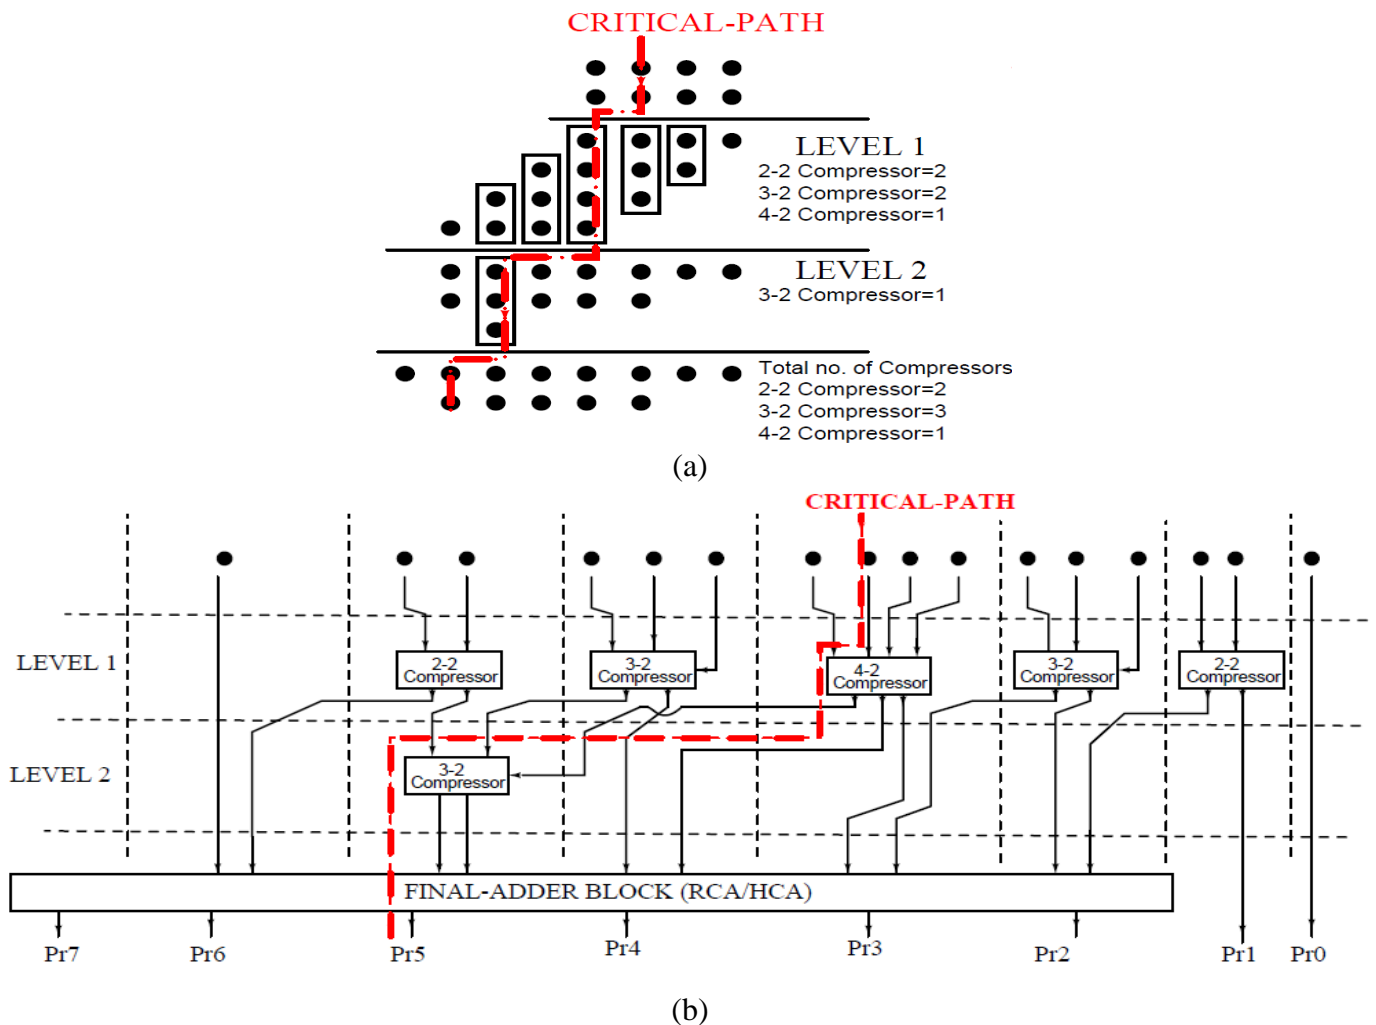 CRITICAL-PATH
LEVEL 1
2-2 Compressor=2
3-2 Compressor=2
4-2 Compressor=1
LEVEL 2
3-2 Compressor=1
Total no. of Compressors
2-2 Compressor=2
3-2 Compressor=3
4-2 Compressor=1
(a)
CRITICAL-PATH
LEVEL 1
2-2
Compressor
3-2
Compressor
4-2
Compressor
3-2
Compressor
2-2
Compressor
LEVEL 2
3-2
Compressor
FINAL-ADDER BLOCK (RCA/HCA)
Pr7 Pr6 Pr5 Pr4 Pr3 Pr2 Pr1 Pr0
(b)